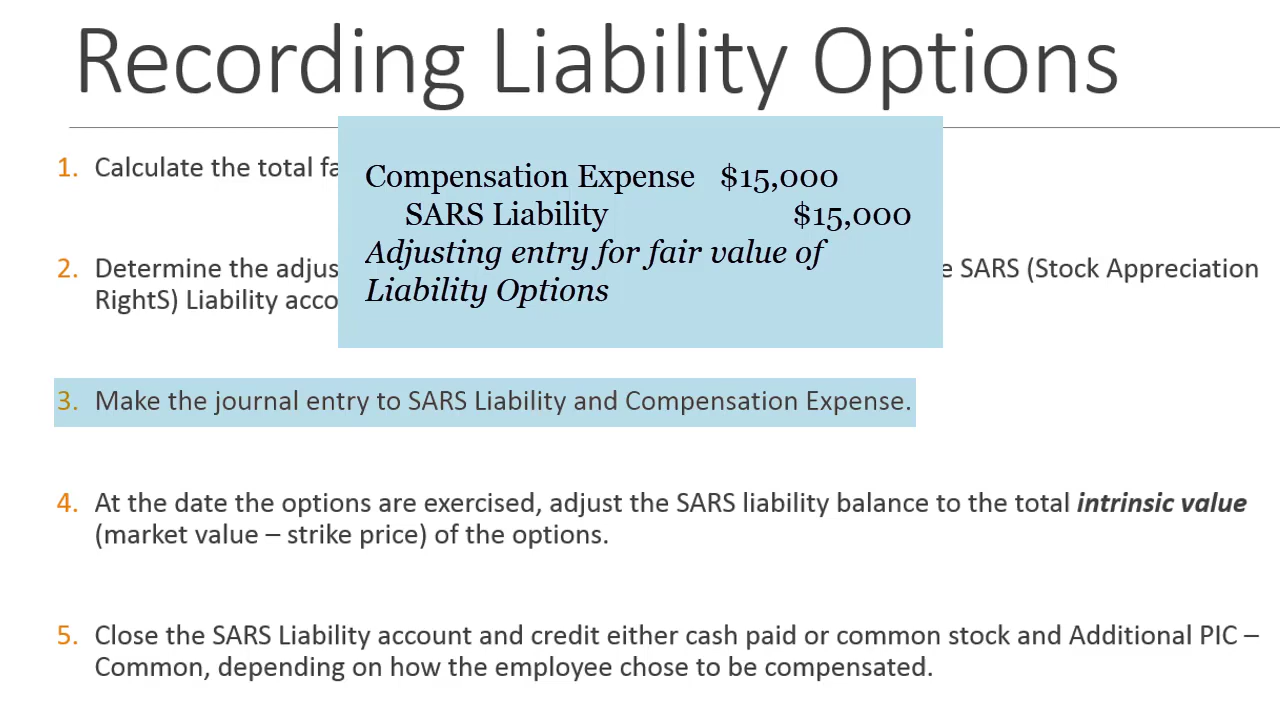 Recording Liability Options
1. Calculate the total fa
Compensation Expense $15,000
SARS Liability $15,000
Adjusting entry for fair value of
Liability Options
2. Determine the adjus e SARS (Stock Appreciation
RightS) Liability acco
3. Make the journal entry to SARS Liability and Compensation Expense.
4. At the date the options are exercised, adjust the SARS liability balance to the total intrinsic value
(market value – strike price) of the options.
5. Close the SARS Liability account and credit either cash paid or common stock and Additional PIC –
Common, depending on how the employee chose to be compensated.